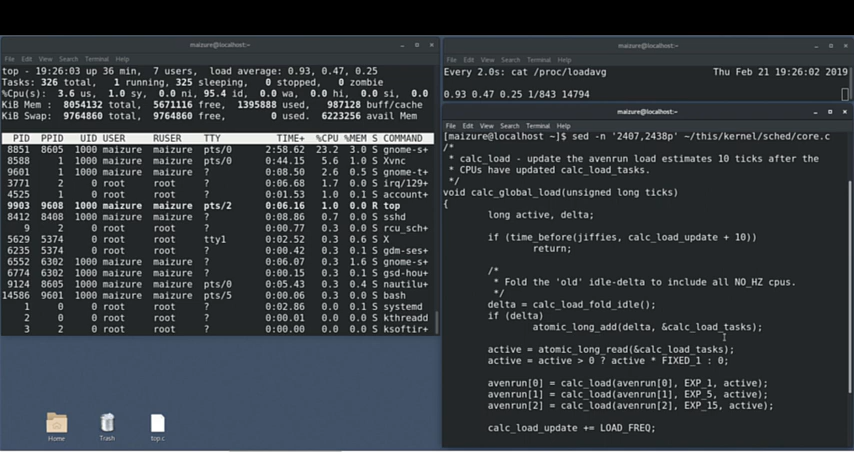 maizure@localhost:~
File Edit View Search Terminal Help
top - 19:26:03 up 36 min, 7 users, load average: 0.93, 0.47, 0.25
Tasks: 326 total, 1 running, 325 sleeping, 0 stopped, 0 zombie
%Cpu(s): 3.6 us, 1.0 sy, 0.0 ni, 95.4 id, 0.0 wa, 0.0 hi, 0.0 si, 0.0
KiB Mem : 8054132 total, 5671116 free, 1395888 used, 987128 buff/cache
KiB Swap: 9764860 total, 9764860 free, 0 used. 6223256 avail Mem
PID PPID UID USER RUSER TTY TIME+ %CPU %MEM S COMMAND
8851 8605 1000 maizure maizure pts/0 2:58.62 23.2 3.0 S gnome-s+
8588 1 1000 maizure maizure pts/0 0:44.15 5.6 1.0 S Xvnc
9601 1 1000 maizure maizure ? 0:08.50 2.6 0.5 S gnome-t+
3771 2 0 root root ? 0:06.68 1.7 0.0 S irq/129+
4525 1 0 root root ? 0:01.53 1.0 0.1 S account+
9903 9608 1000 maizure maizure pts/2 0:06.16 1.0 0.0 R top
8412 8408 1000 maizure maizure ? 0:08.86 0.7 0.0 S sshd
9 2 0 root root ? 0:00.77 0.3 0.0 S rcu_sch+
5629 5374 0 root root tty1 0:02.52 0.3 0.6 S X
6235 5374 0 root root ? 0:00.42 0.3 0.1 S gdm-ses+
6552 6302 1000 maizure maizure ? 0:06.07 0.3 1.6 S gnome-s+
6774 6302 1000 maizure maizure ? 0:00.15 0.3 0.1 S gsd-hou+
9124 8605 1000 maizure maizure pts/0 0:05.43 0.3 0.4 S nautilu+
14586 9601 1000 maizure maizure pts/5 0:00.06 0.3 0.0 S bash
1 0 0 root root ? 0:02.86 0.0 0.1 S systemd
2 0 0 root root ? 0:00.01 0.0 0.0 S kthreadd
3 2 0 root root ? 0:00.00 0.0 0.0 S ksoftir+
Home
Trash
top.c
maizure@localhost:~
File Edit View Search Terminal Help
Every 2.0s: cat /proc/loadavg Thu Feb 21 19:26:02 2019
0.93 0.47 0.25 1/843 14794
maizure@localhost:~
File Edit View Search Terminal Help
[maizure@localhost ~]$ sed -n '2407,2438p' ~/this/kernel/sched/core.c
/*
* calc_load - update the avenrun load estimates 10 ticks after the
* CPUs have updated calc_load_tasks.
*/
void calc_global_load(unsigned long ticks)
{
long active, delta;
if (time_before(jiffies, calc_load_update + 10))
return;
/*
* Fold the 'old' idle-delta to include all NO_HZ cpus.
*/
delta = calc_load_fold_idle();
if (delta)
atomic_long_add(delta, &calc_load_tasks);
active = atomic_long_read(&calc_load_tasks);
active = active > 0 ? active * FIXED_1 : 0;
avenrun[0] = calc_load(avenrun[0], EXP_1, active);
avenrun[1] = calc_load(avenrun[1], EXP_5, active);
avenrun[2] = calc_load(avenrun[2], EXP_15, active);
calc_load_update += LOAD_FREQ;